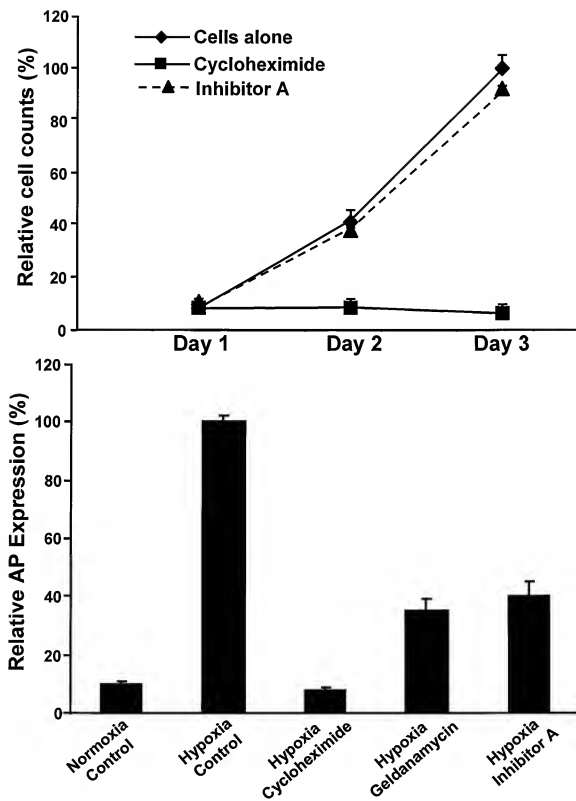 Relative cell counts (%)
120
100
80
60
40
20
0
Cells alone
Cycloheximide
Inhibitor A
Day 1 Day 2 Day 3
Relative AP Expression (%)
120
100
80
60
40
20
0
Normoxia
Control
Hypoxia
Control
Hypoxia
Cycloheximide
Hypoxia
Geldanamycin
Hypoxia
Inhibitor A